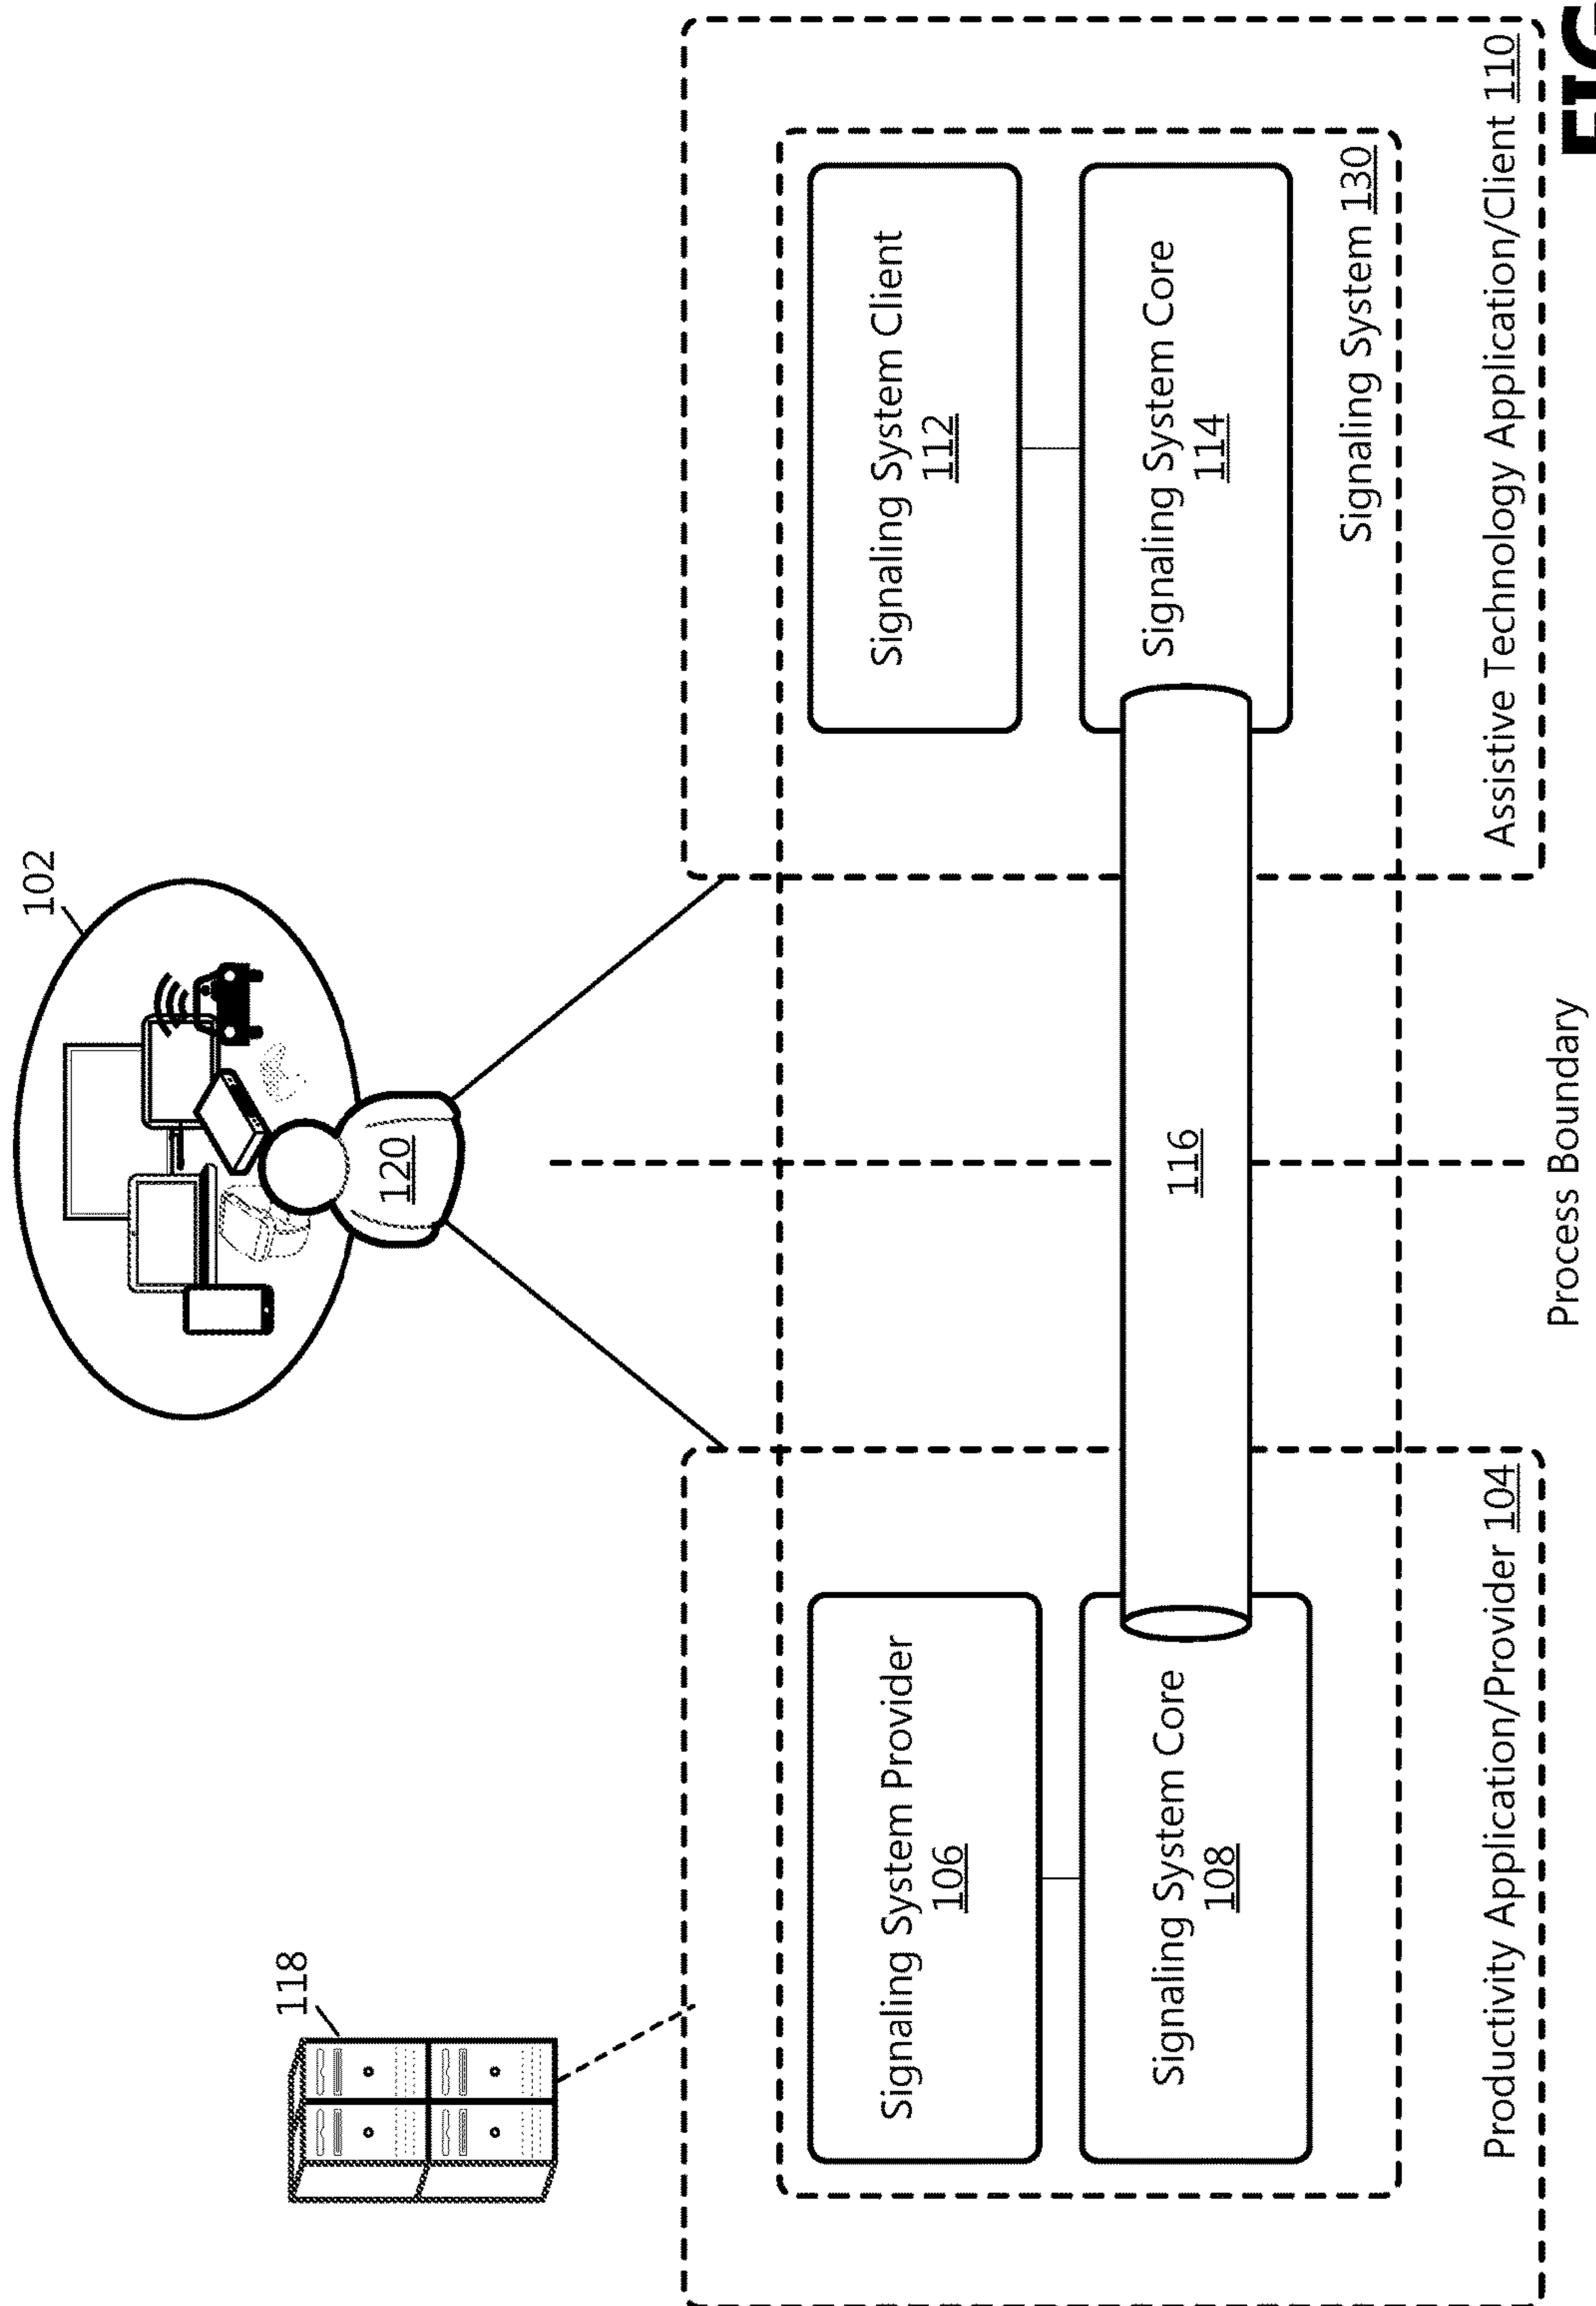 102
120
118
Signaling System Provider
106
Signaling System Core
108
116
Signaling System Client
112
Signaling System Core
114
Signaling System 130
Productivity Application/Provider 104
Assistive Technology Application/Client 110
Process Boundary
FIG